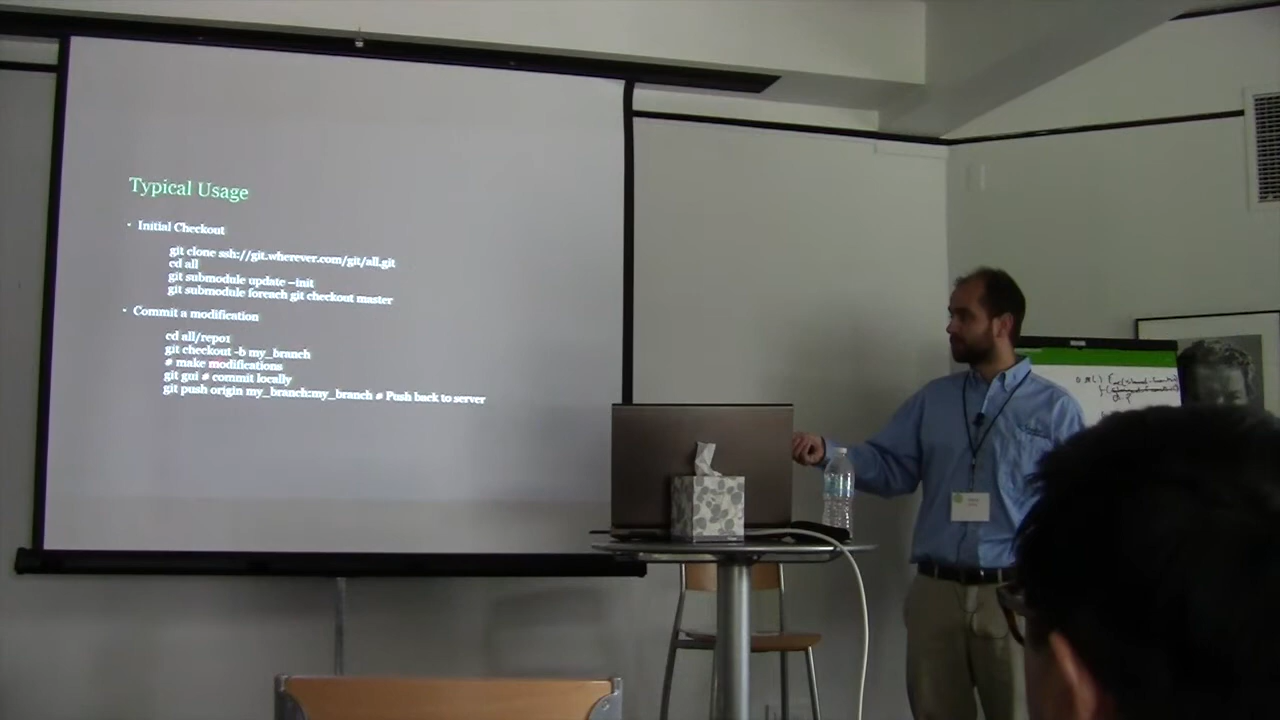 Typical Usage
• Initial Checkout
git clone ssh://git.wherever.com/git/all.git
cd all
git submodule update –init
git submodule foreach git checkout master
• Commit a modification
cd all/repo1
git checkout -b my_branch
# make modifications
git gui # commit locally
git push origin my_branch:my_branch # Push back to server